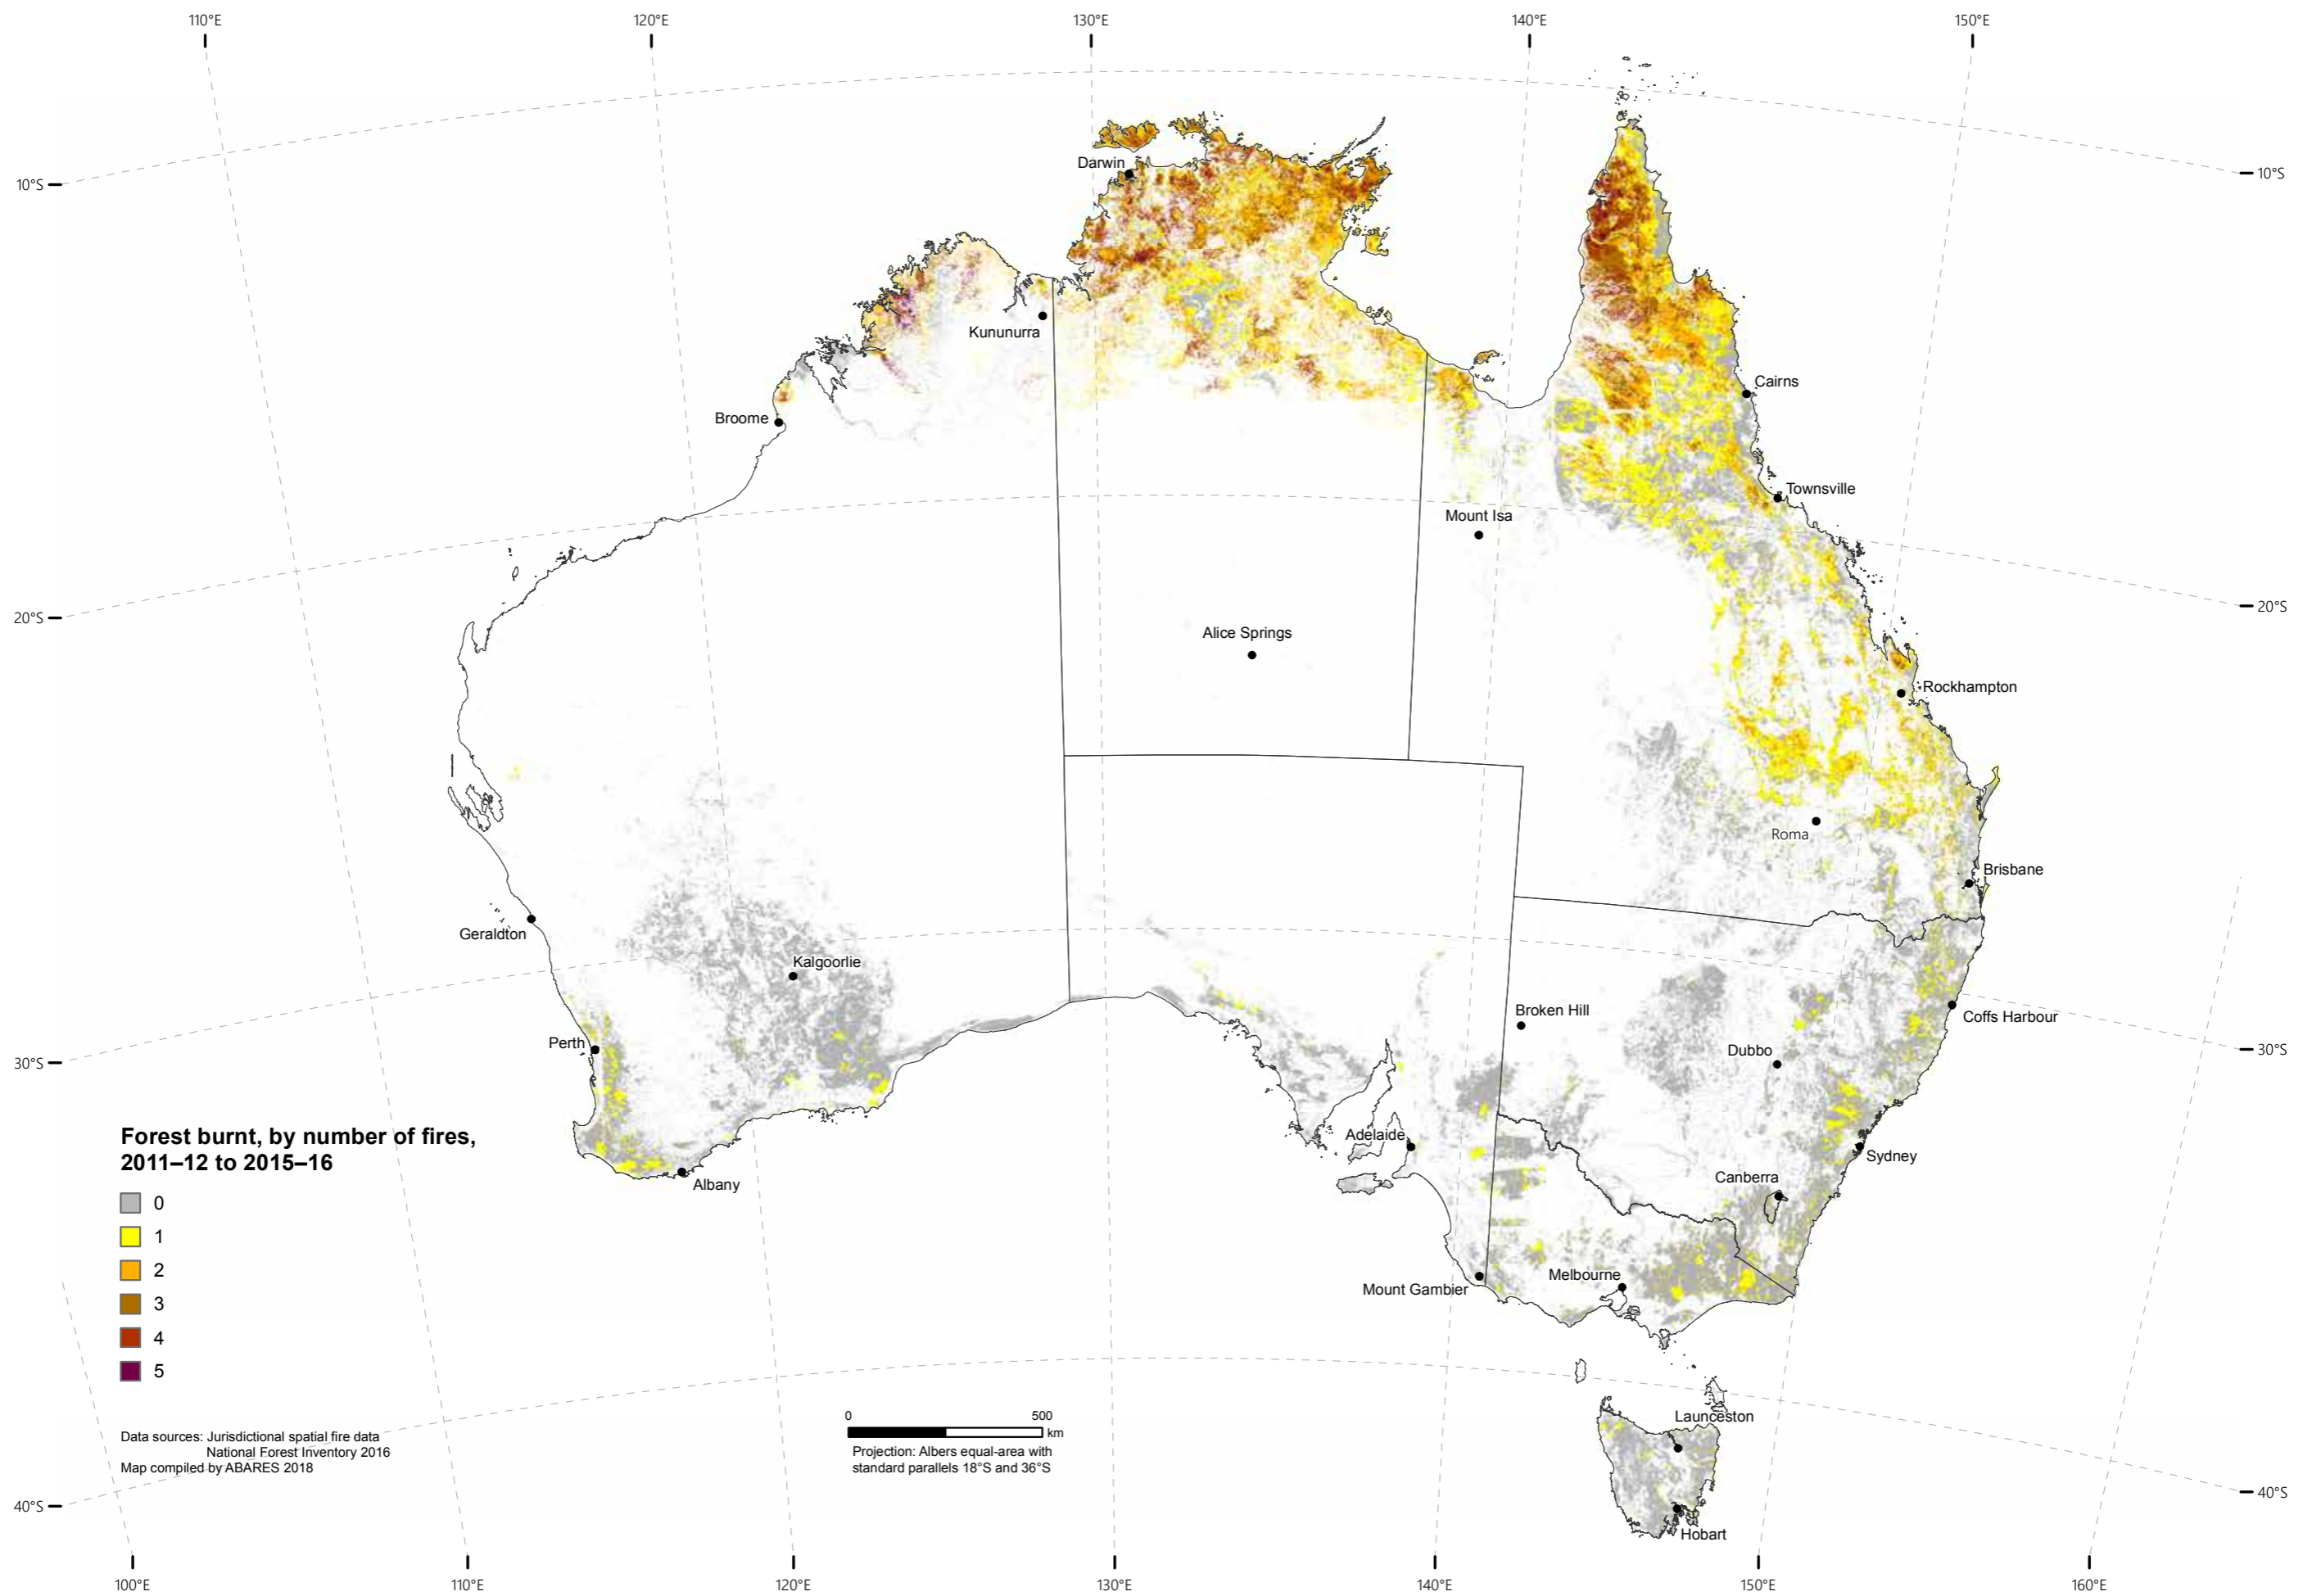 110°E
120°E
130°E
140°E
150°E
10°S
10°S
Darwin
Kununurra
Cairns
Broome
Townsville
Mount Isa
20°S
20°S
Alice Springs
Rockhampton
Roma
Brisbane
Geraldton
Kalgoorlie
Broken Hill
Coffs Harbour
Perth
Dubbo
30°S
30°S
Forest burnt, by number of fires,
2011–12 to 2015–16
Adelaide
Sydney
Albany
Canberra
0
1
2
3
4
5
Mount Gambier
Melbourne
Launceston
0 500
km
Projection: Albers equal-area with
standard parallels 18°S and 36°S
Data sources: Jurisdictional spatial fire data
National Forest Inventory 2016
Map compiled by ABARES 2018
40°S
40°S
Hobart
100°E
110°E
120°E
130°E
140°E
150°E
160°E